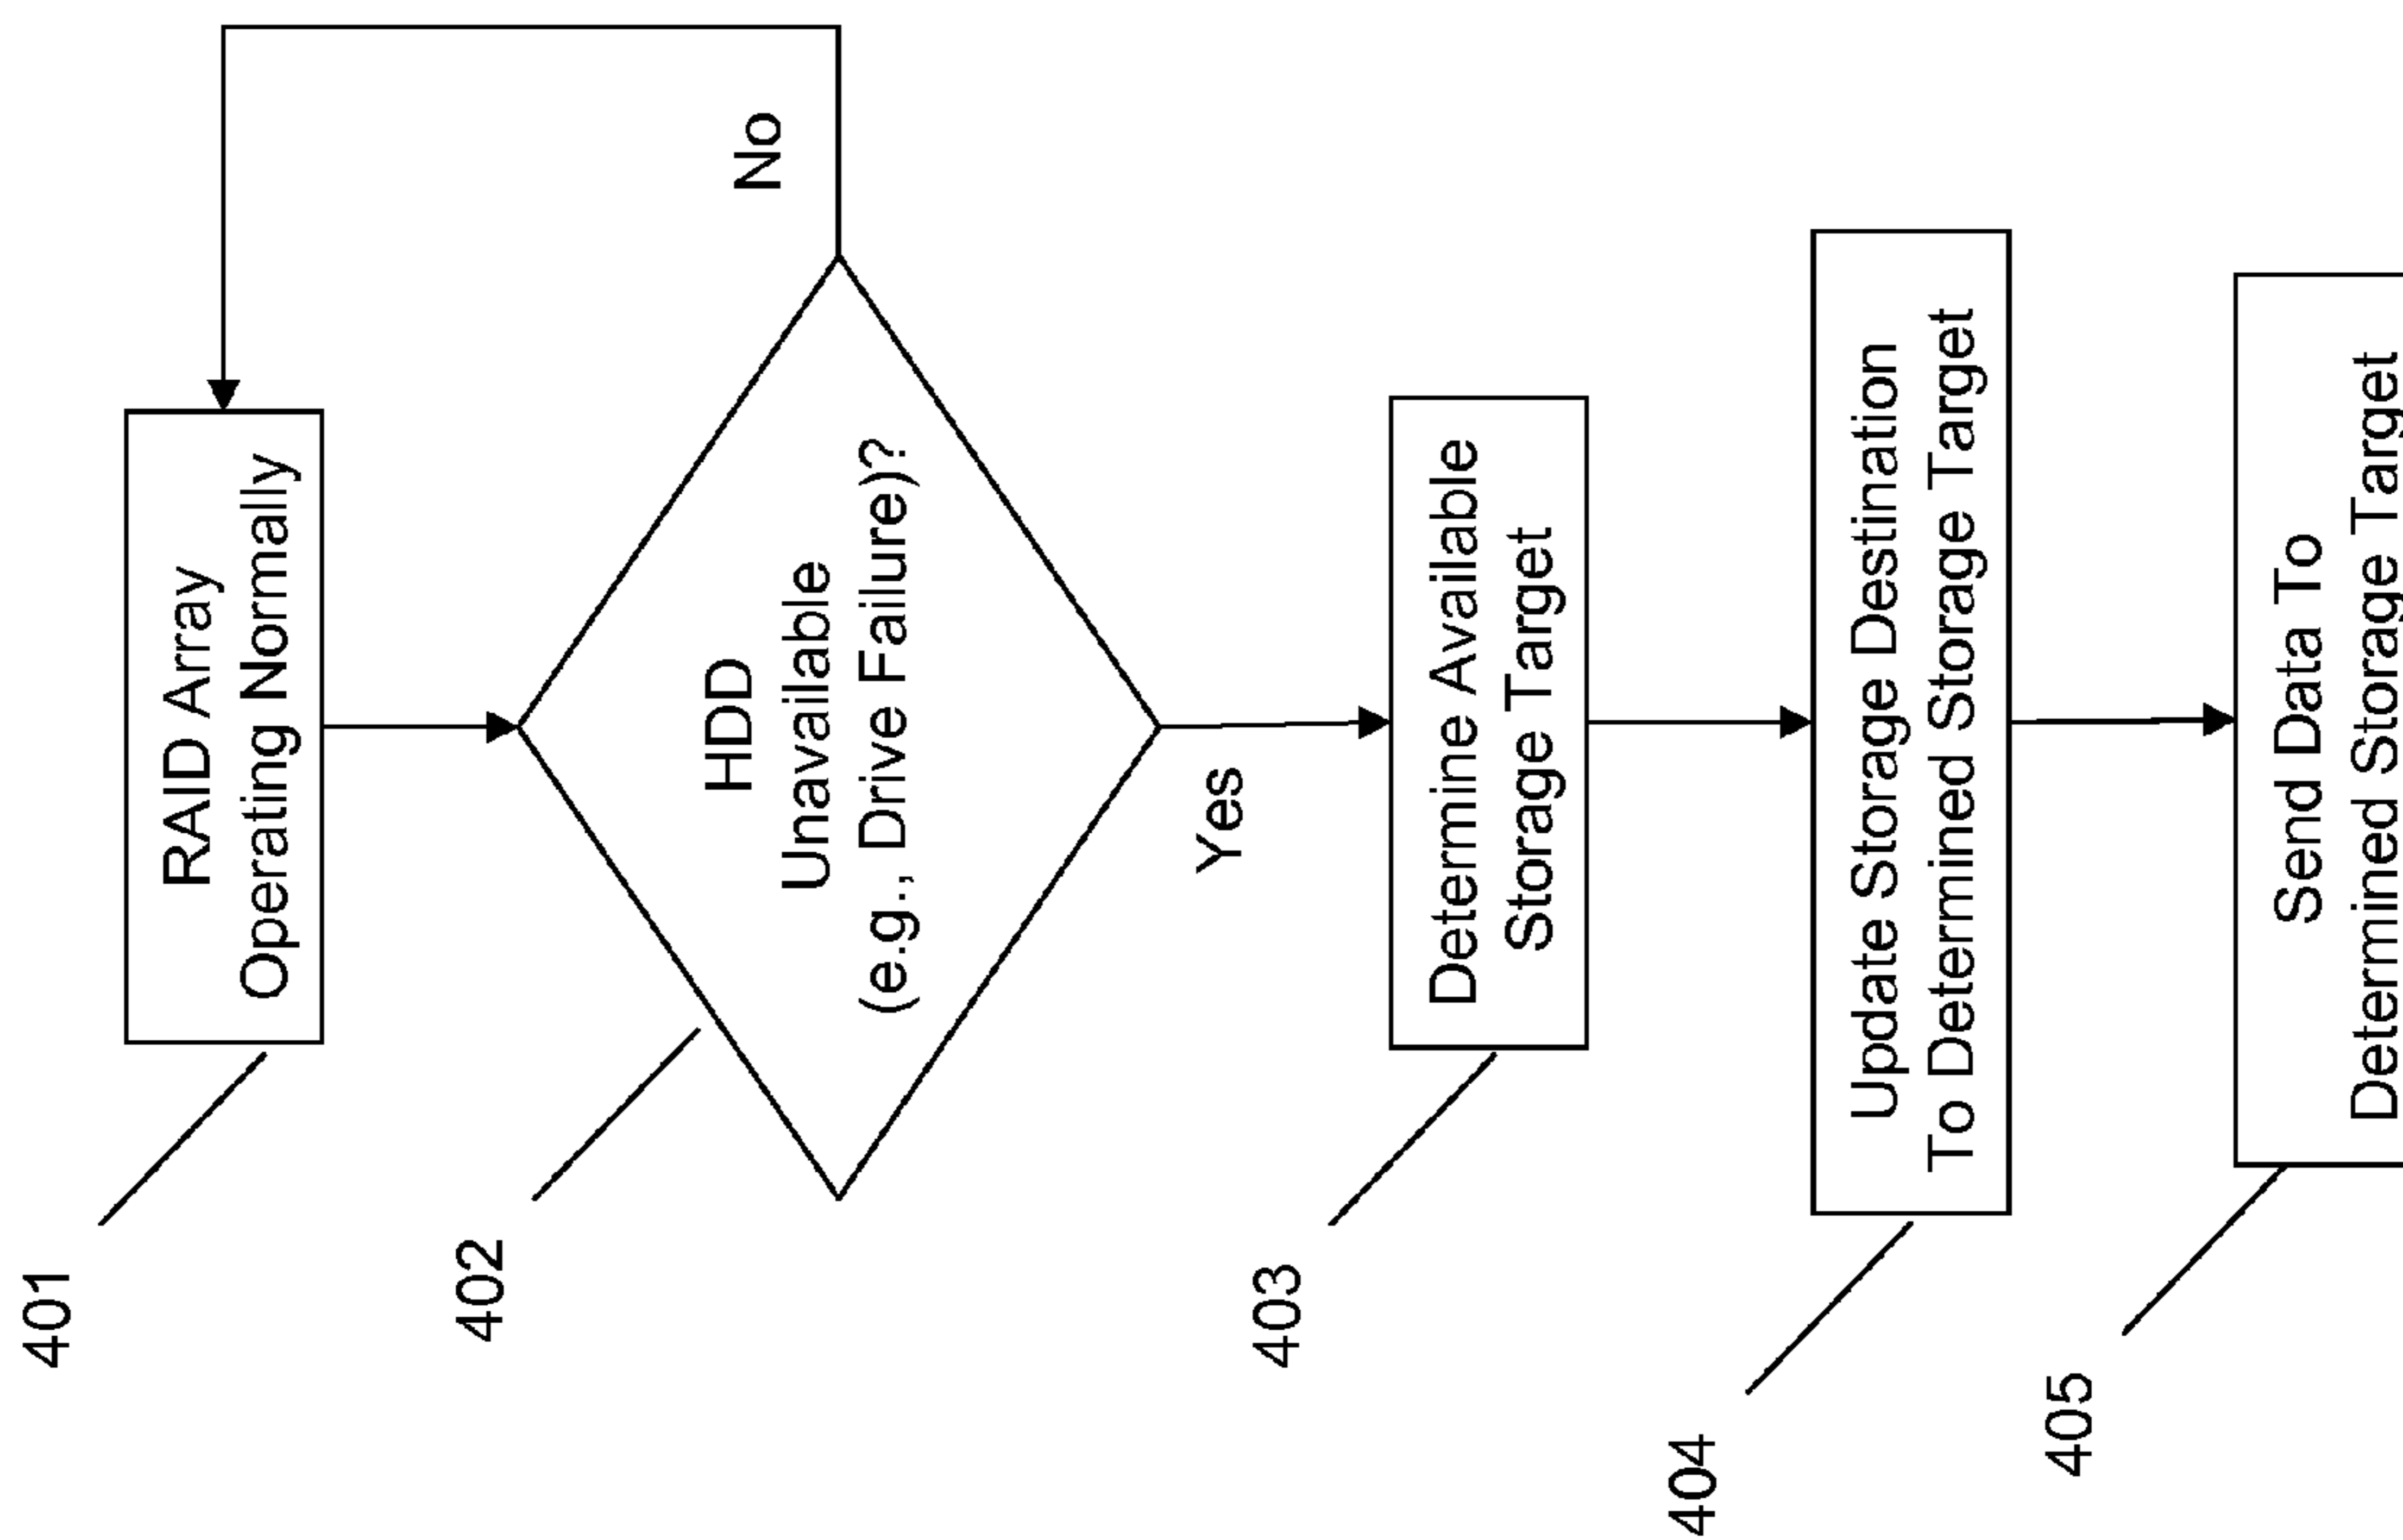 401
RAID Array
Operating Normally
402
HDD
Unavailable
(e.g., Drive Failure)?
No
Yes
403
Determine Available
Storage Target
404
Update Storage Destination
To Determined Storage Target
405
Send Data To
Determined Storage Target